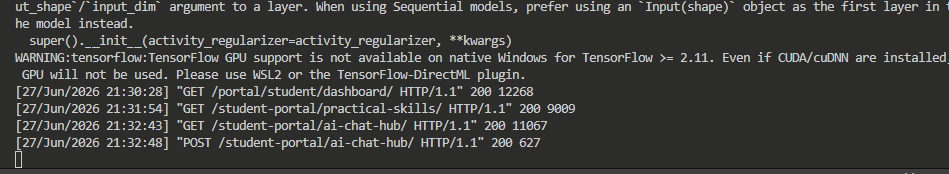 ut_shape`/`input_dim` argument to a layer. When using Sequential models, prefer using an `Input(shape)` object as the first layer in t
he model instead.
super().__init__(activity_regularizer=activity_regularizer, **kwargs)
WARNING:tensorflow:TensorFlow GPU support is not available on native Windows for TensorFlow >= 2.11. Even if CUDA/cuDNN are installed,
GPU will not be used. Please use WSL2 or the TensorFlow-DirectML plugin.
[27/Jun/2026 21:30:28] "GET /portal/student/dashboard/ HTTP/1.1" 200 12268
[27/Jun/2026 21:31:54] "GET /student-portal/practical-skills/ HTTP/1.1" 200 9009
[27/Jun/2026 21:32:43] "GET /student-portal/ai-chat-hub/ HTTP/1.1" 200 11067
[27/Jun/2026 21:32:48] "POST /student-portal/ai-chat-hub/ HTTP/1.1" 200 627